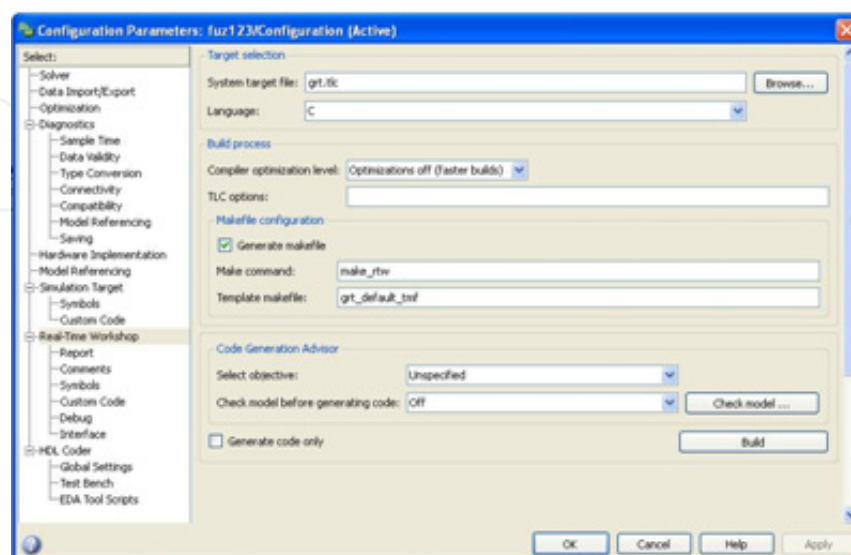 Configuration Parameters: fuz123/Configuration (Active)
Select:
Solver
Data Import/Export
Optimization
Diagnostics
Sample Time
Data Validity
Type Conversion
Connectivity
Compatibility
Model Referencing
Saving
Hardware Implementation
Model Referencing
Simulation Target
Symbols
Custom Code
Real-Time Workshop
Report
Comments
Symbols
Custom Code
Debug
Interface
HDL Coder
Global Settings
Test Bench
EDA Tool Scripts
Target selection
System target file: grt.tlc Browse...
Language: C
Build process
Compiler optimization level: Optimizations off (faster builds)
TLC options:
Makefile configuration
Generate makefile
Make command: make_rtw
Template makefile: grt_default_tmf
Code Generation Advisor
Select objective: Unspecified
Check model before generating code: Off Check model ...
Generate code only Build
OK Cancel Help Apply